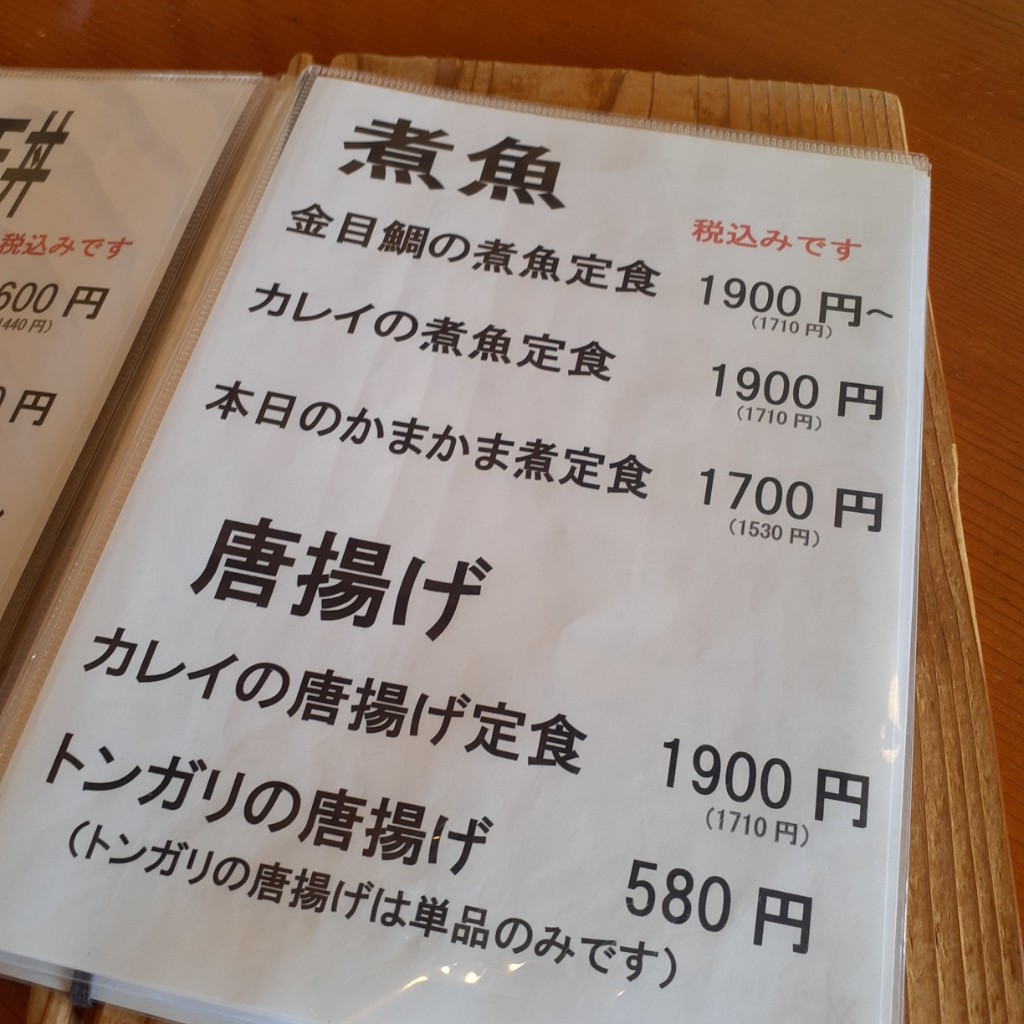 丼
税込みです
600 円
円
煮魚
税込みです
金目鯛の煮魚定食 1900 円～
（1710 円）
カレイの煮魚定食 1900 円
（1710 円）
本日のかまかま煮定食 1700 円
（1530 円）
唐揚げ
カレイの唐揚げ定食 1900 円
（1710 円）
トンガリの唐揚げ 580 円
（トンガリの唐揚げは単品のみです）